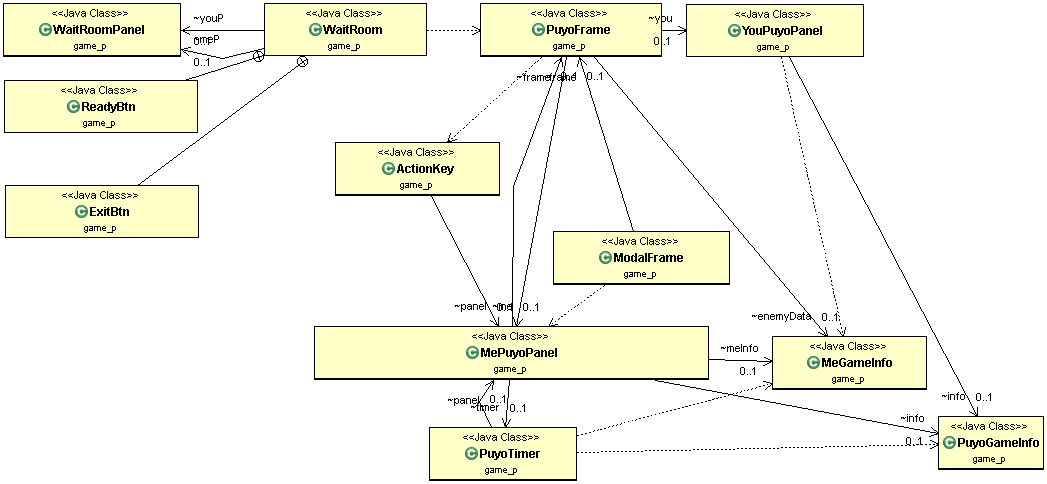 <<Java Class>>
WaitRoomPanel
game_p
~youP
0..1
~meP
0..1
<<Java Class>>
WaitRoom
game_p
<<Java Class>>
PuyoFrame
game_p
~you
0..1
<<Java Class>>
YouPuyoPanel
game_p
<<Java Class>>
ReadyBtn
game_p
~frame
~frame
0..1
0..1
<<Java Class>>
ActionKey
game_p
<<Java Class>>
ExitBtn
game_p
<<Java Class>>
ModalFrame
game_p
~panel
0..1
~me
0..1
~enemyData
0..1
<<Java Class>>
MePuyoPanel
game_p
~meInfo
0..1
<<Java Class>>
MeGameInfo
game_p
~panel
0..1
~timer
0..1
~info
0..1
~info
0..1
<<Java Class>>
PuyoTimer
game_p
<<Java Class>>
PuyoGameInfo
game_p